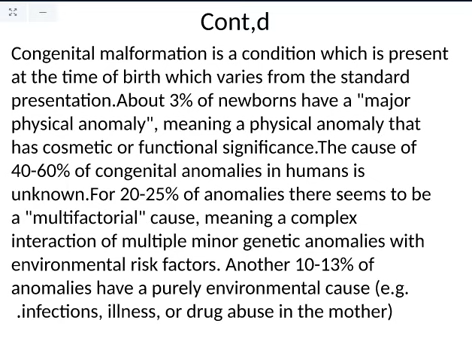 Cont,d
Congenital malformation is a condition which is present
at the time of birth which varies from the standard
presentation.About 3% of newborns have a "major
physical anomaly", meaning a physical anomaly that
has cosmetic or functional significance.The cause of
40-60% of congenital anomalies in humans is
unknown.For 20-25% of anomalies there seems to be
a "multifactorial" cause, meaning a complex
interaction of multiple minor genetic anomalies with
environmental risk factors. Another 10-13% of
anomalies have a purely environmental cause (e.g.
.infections, illness, or drug abuse in the mother)